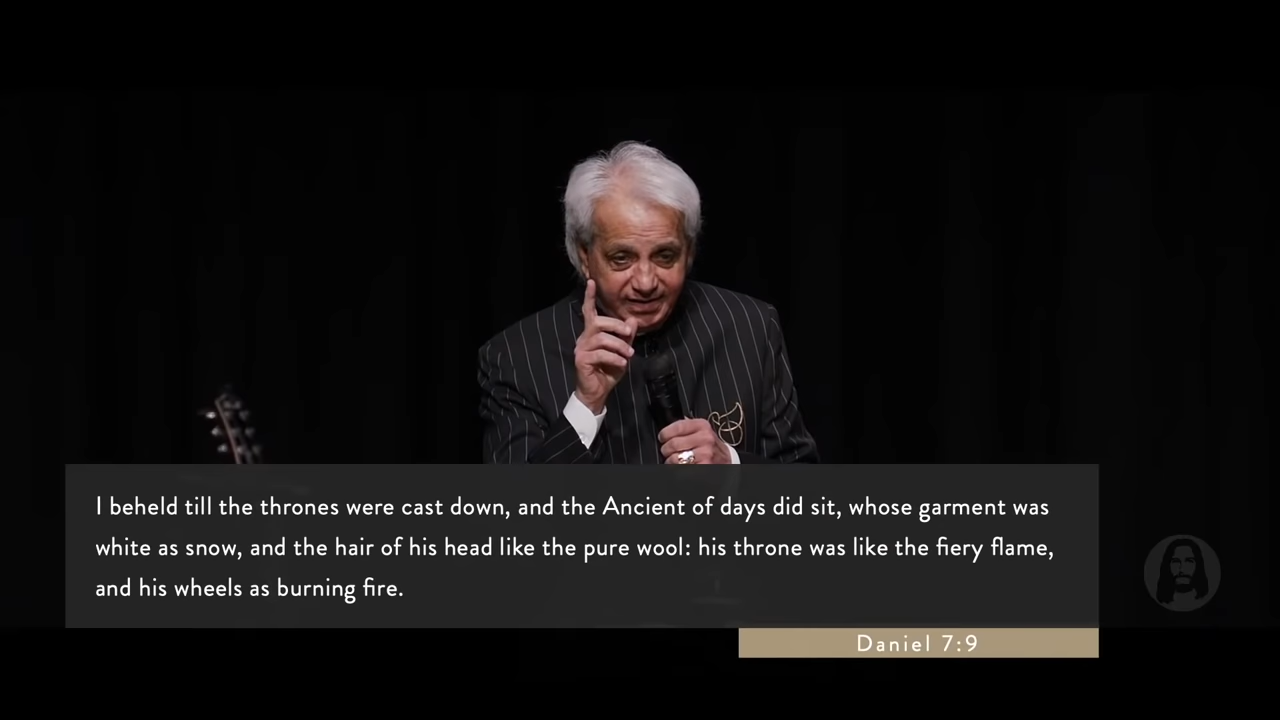 I beheld till the thrones were cast down, and the Ancient of days did sit, whose garment was
white as snow, and the hair of his head like the pure wool: his throne was like the fiery flame,
and his wheels as burning fire.
Daniel 7:9